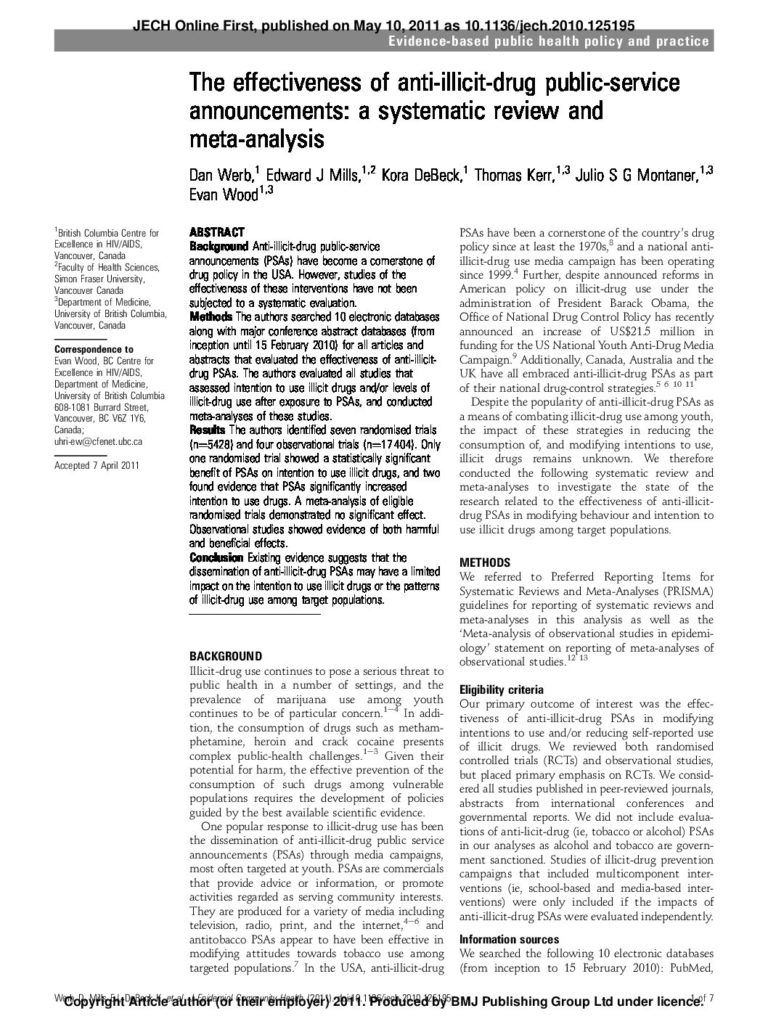 JECH Online First, published on May 10, 2011 as 10.1136/jech.2010.125195
Evidence-based public health policy and practice
The effectiveness of anti-illicit-drug public-service
announcements: a systematic review and
meta-analysis
Dan Werb,1 Edward J Mills,1,2 Kora DeBeck,1 Thomas Kerr,1,3 Julio S G Montaner,1,3
Evan Wood1,3
1British Columbia Centre for
Excellence in HIV/AIDS,
Vancouver, Canada
2Faculty of Health Sciences,
Simon Fraser University,
Vancouver Canada
3Department of Medicine,
University of British Columbia,
Vancouver, Canada
Correspondence to
Evan Wood, BC Centre for
Excellence in HIV/AIDS,
Department of Medicine,
University of British Columbia
608-1081 Burrard Street,
Vancouver, BC V6Z 1Y6,
Canada;
uhri-ew@cfenet.ubc.ca
Accepted 7 April 2011
ABSTRACT
Background Anti-illicit-drug public-service
announcements (PSAs) have become a cornerstone of
drug policy in the USA. However, studies of the
effectiveness of these interventions have not been
subjected to a systematic evaluation.
Methods The authors searched 10 electronic databases
along with major conference abstract databases (from
inception until 15 February 2010) for all articles and
abstracts that evaluated the effectiveness of anti-illicit-
drug PSAs. The authors evaluated all studies that
assessed intention to use illicit drugs and/or levels of
illicit-drug use after exposure to PSAs, and conducted
meta-analyses of these studies.
Results The authors identified seven randomised trials
(n=5428) and four observational trials (n=17 404). Only
one randomised trial showed a statistically significant
benefit of PSAs on intention to use illicit drugs, and two
found evidence that PSAs significantly increased
intention to use drugs. A meta-analysis of eligible
randomised trials demonstrated no significant effect.
Observational studies showed evidence of both harmful
and beneficial effects.
Conclusion Existing evidence suggests that the
dissemination of anti-illicit-drug PSAs may have a limited
impact on the intention to use illicit drugs or the patterns
of illicit-drug use among target populations.
BACKGROUND
Illicit-drug use continues to pose a serious threat to
public health in a number of settings, and the
prevalence of marijuana use among youth
continues to be of particular concern.1–4 In addi-
tion, the consumption of drugs such as metham-
phetamine, heroin and crack cocaine presents
complex public-health challenges.1–3 Given their
potential for harm, the effective prevention of the
consumption of such drugs among vulnerable
populations requires the development of policies
guided by the best available scientific evidence.
One popular response to illicit-drug use has been
the dissemination of anti-illicit-drug public service
announcements (PSAs) through media campaigns,
most often targeted at youth. PSAs are commercials
that provide advice or information, or promote
activities regarded as serving community interests.
They are produced for a variety of media including
television, radio, print, and the internet,4–6 and
antitobacco PSAs appear to have been effective in
modifying attitudes towards tobacco use among
targeted populations.7 In the USA, anti-illicit-drug
PSAs have been a cornerstone of the country's drug
policy since at least the 1970s,8 and a national anti-
illicit-drug use media campaign has been operating
since 1999.4 Further, despite announced reforms in
American policy on illicit-drug use under the
administration of President Barack Obama, the
Office of National Drug Control Policy has recently
announced an increase of US$21.5 million in
funding for the US National Youth Anti-Drug Media
Campaign.9 Additionally, Canada, Australia and the
UK have all embraced anti-illicit-drug PSAs as part
of their national drug-control strategies.5 6 10 11
Despite the popularity of anti-illicit-drug PSAs as
a means of combating illicit-drug use among youth,
the impact of these strategies in reducing the
consumption of, and modifying intentions to use,
illicit drugs remains unknown. We therefore
conducted the following systematic review and
meta-analyses to investigate the state of the
research related to the effectiveness of anti-illicit-
drug PSAs in modifying behaviour and intention to
use illicit drugs among target populations.
METHODS
We referred to Preferred Reporting Items for
Systematic Reviews and Meta-Analyses (PRISMA)
guidelines for reporting of systematic reviews and
meta-analyses in this analysis as well as the
'Meta-analysis of observational studies in epidemi-
ology' statement on reporting of meta-analyses of
observational studies.12 13
Eligibility criteria
Our primary outcome of interest was the effec-
tiveness of anti-illicit-drug PSAs in modifying
intentions to use and/or reducing self-reported use
of illicit drugs. We reviewed both randomised
controlled trials (RCTs) and observational studies,
but placed primary emphasis on RCTs. We consid-
ered all studies published in peer-reviewed journals,
abstracts from international conferences and
governmental reports. We did not include evalua-
tions of anti-licit-drug (ie, tobacco or alcohol) PSAs
in our analyses as alcohol and tobacco are govern-
ment sanctioned. Studies of illicit-drug prevention
campaigns that included multicomponent inter-
ventions (ie, school-based and media-based inter-
ventions) were only included if the impacts of
anti-illicit-drug PSAs were evaluated independently.
Information sources
We searched the following 10 electronic databases
(from inception to 15 February 2010): PubMed,
Copyright Article author (or their employer) 2011. Produced by BMJ Publishing Group Ltd under licence.
of 7